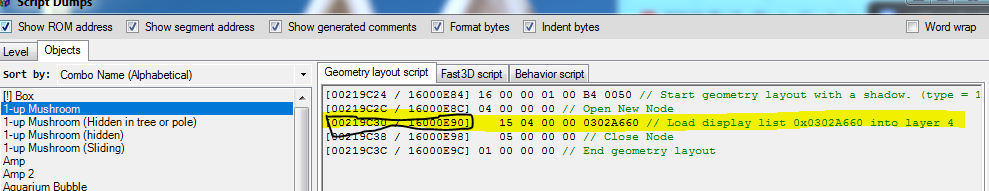 Script Dumps
Show ROM address Show segment address Show generated comments Format bytes Indent bytes Word wrap
Level Objects
Sort by: Combo Name (Alphabetical)
[!] Box
1-up Mushroom
1-up Mushroom (Hidden in tree or pole)
1-up Mushroom (hidden)
1-up Mushroom (Sliding)
Amp
Amp 2
Aquarium Bubble
Geometry layout script Fast3D script Behavior script
[00219C24 / 16000E84] 16 00 00 01 00 B4 0050 // Start geometry layout with a shadow. (type = 1
[00219C2C / 16000E8C] 04 00 00 00 // Open New Node
[00219C30 / 16000E90] 15 04 00 00 0302A660 // Load display list 0x0302A660 into layer 4
[00219C38 / 16000E98] 05 00 00 00 // Close Node
[00219C3C / 16000E9C] 01 00 00 00 // End geometry layout